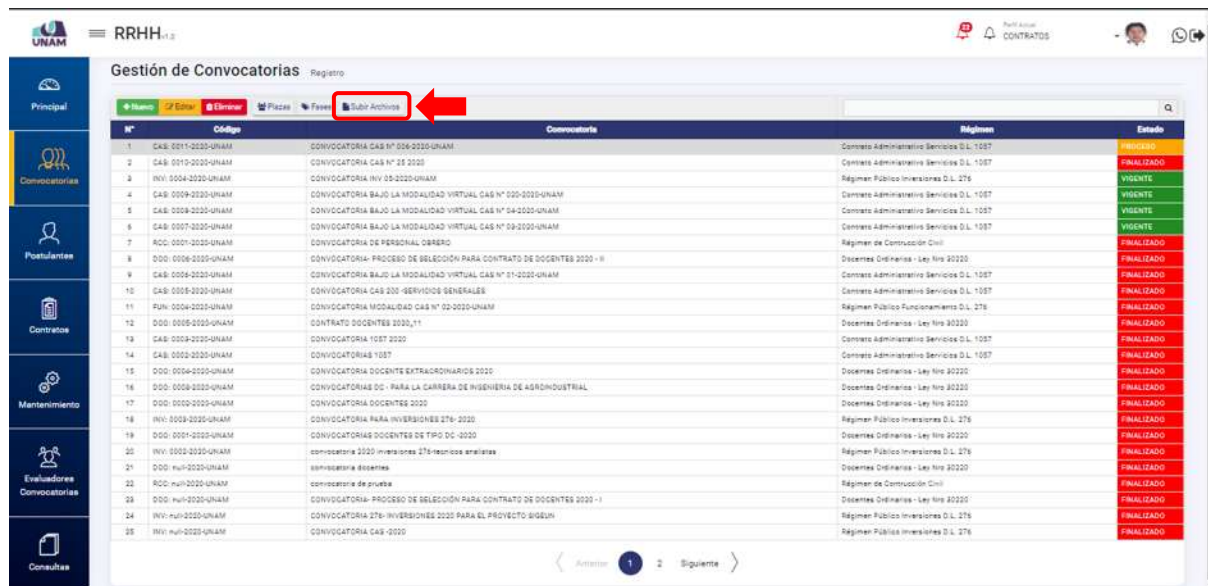 UNAM
RRHH v1.0
22
Perfil Actual
CONTRATOS
Gestión de Convocatorias Registro
Principal
Convocatorias
Postulantes
Contratos
Mantenimiento
Evaluadores
Convocatorias
Consultas
Nuevo Editar Eliminar Plazas Fases Subir Archivos
N° Código Convocatoria Régimen Estado
1 CAS: 0011-2020-UNAM CONVOCATORIA CAS N° 006-2020-UNAM Contrato Administrativo Servicios D.L. 1057 PROCESO
2 CAS: 0010-2020-UNAM CONVOCATORIA CAS N° 25 2020 Contrato Administrativo Servicios D.L. 1057 FINALIZADO
3 INV: 0004-2020-UNAM CONVOCATORIA INV 05-2020-UNAM Régimen Público Inversiones D.L. 276 VIGENTE
4 CAS: 0009-2020-UNAM CONVOCATORIA BAJO LA MODALIDAD VIRTUAL CAS N° 020-2020-UNAM Contrato Administrativo Servicios D.L. 1057 VIGENTE
5 CAS: 0008-2020-UNAM CONVOCATORIA BAJO LA MODALIDAD VIRTUAL CAS N° 04-2020-UNAM Contrato Administrativo Servicios D.L. 1057 VIGENTE
6 CAS: 0007-2020-UNAM CONVOCATORIA BAJO LA MODALIDAD VIRTUAL CAS N° 03-2020-UNAM Contrato Administrativo Servicios D.L. 1057 VIGENTE
7 RCC: 0001-2020-UNAM CONVOCATORIA DE PERSONAL OBRERO Régimen de Contrucción Civil FINALIZADO
8 DOO: 0006-2020-UNAM CONVOCATORIA- PROCESO DE SELECCIÓN PARA CONTRATO DE DOCENTES 2020 - II Docentes Ordinarios - Ley Nro 30220 FINALIZADO
9 CAS: 0006-2020-UNAM CONVOCATORIA BAJO LA MODALIDAD VIRTUAL CAS N° 01-2020-UNAM Contrato Administrativo Servicios D.L. 1057 FINALIZADO
10 CAS: 0005-2020-UNAM CONVOCATORIA CAS 200 -SERVICIOS GENERALES Contrato Administrativo Servicios D.L. 1057 FINALIZADO
11 FUN: 0004-2020-UNAM CONVOCATORIA MODALIDAD CAS N° 02-2020-UNAM Régimen Público Funcionamiento D.L. 276 FINALIZADO
12 DOO: 0005-2020-UNAM CONTRATO DOCENTES 2020_11 Docentes Ordinarios - Ley Nro 30220 FINALIZADO
13 CAS: 0003-2020-UNAM CONVOCATORIA 1057 2020 Contrato Administrativo Servicios D.L. 1057 FINALIZADO
14 CAS: 0002-2020-UNAM CONVOCATORIAS 1057 Contrato Administrativo Servicios D.L. 1057 FINALIZADO
15 DOO: 0004-2020-UNAM CONVOCATORIA DOCENTE EXTRAORDINARIOS 2020 Docentes Ordinarios - Ley Nro 30220 FINALIZADO
16 DOO: 0003-2020-UNAM CONVOCATORIAS DC - PARA LA CARRERA DE INGENIERIA DE AGROINDUSTRIAL Docentes Ordinarios - Ley Nro 30220 FINALIZADO
17 DOO: 0002-2020-UNAM CONVOCATORIA DOCENTES 2020 Docentes Ordinarios - Ley Nro 30220 FINALIZADO
18 INV: 0003-2020-UNAM CONVOCATORIA PARA INVERSIONES 276- 2020 Régimen Público Inversiones D.L. 276 FINALIZADO
19 DOO: 0001-2020-UNAM CONVOCATORIAS DOCENTES DE TIPO DC -2020 Docentes Ordinarios - Ley Nro 30220 FINALIZADO
20 INV: 0002-2020-UNAM convocatoria 2020 inversiones 276-tecnicos analistas Régimen Público Inversiones D.L. 276 FINALIZADO
21 DOO: null-2020-UNAM convocatoria docentes Docentes Ordinarios - Ley Nro 30220 FINALIZADO
22 RCC: null-2020-UNAM convocatoria de prueba Régimen de Contrucción Civil FINALIZADO
23 DOO: null-2020-UNAM CONVOCATORIA- PROCESO DE SELECCIÓN PARA CONTRATO DE DOCENTES 2020 - I Docentes Ordinarios - Ley Nro 30220 FINALIZADO
24 INV: null-2020-UNAM CONVOCATORIA 276- INVERSIONES 2020 PARA EL PROYECTO SIGEUN Régimen Público Inversiones D.L. 276 FINALIZADO
25 INV: null-2020-UNAM CONVOCATORIA CAS -2020 Régimen Público Inversiones D.L. 276 FINALIZADO
Anterior 1 2 Siguiente